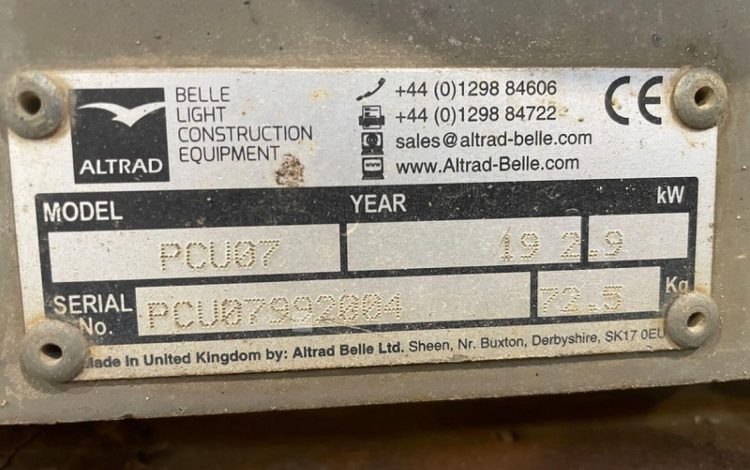 ALTRAD
BELLE
LIGHT
CONSTRUCTION
EQUIPMENT
+44 (0)1298 84606
+44 (0)1298 84722
sales@altrad-belle.com
www.Altrad-Belle.com
CE
MODEL YEAR kW
PCU07 19 2.9
SERIAL No. PCU07992004 72.5 Kg
Made In United Kingdom by: Altrad Belle Ltd. Sheen, Nr. Buxton, Derbyshire, SK17 0EU